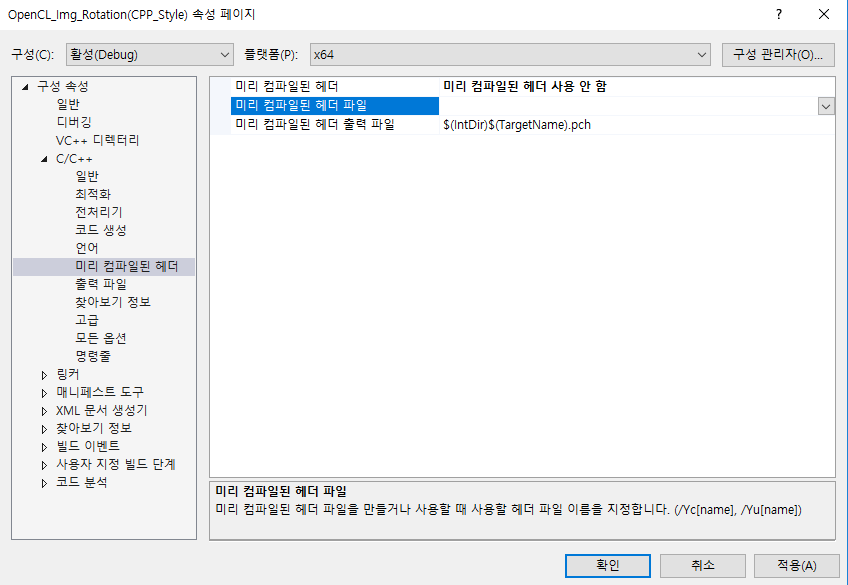 OpenCL_Img_Rotation(CPP_Style) 속성 페이지
구성(C): 활성(Debug) 플랫폼(P): x64 구성 관리자(O)...
구성 속성
일반
디버깅
VC++ 디렉터리
C/C++
일반
최적화
전처리기
코드 생성
언어
미리 컴파일된 헤더
출력 파일
찾아보기 정보
고급
모든 옵션
명령줄
링커
매니페스트 도구
XML 문서 생성기
찾아보기 정보
빌드 이벤트
사용자 지정 빌드 단계
코드 분석
미리 컴파일된 헤더 미리 컴파일된 헤더 사용 안 함
미리 컴파일된 헤더 파일
미리 컴파일된 헤더 출력 파일 $(IntDir)$(TargetName).pch
미리 컴파일된 헤더 파일
미리 컴파일된 헤더 파일을 만들거나 사용할 때 사용할 헤더 파일 이름을 지정합니다. (/Yc[name], /Yu[name])
확인 취소 적용(A)